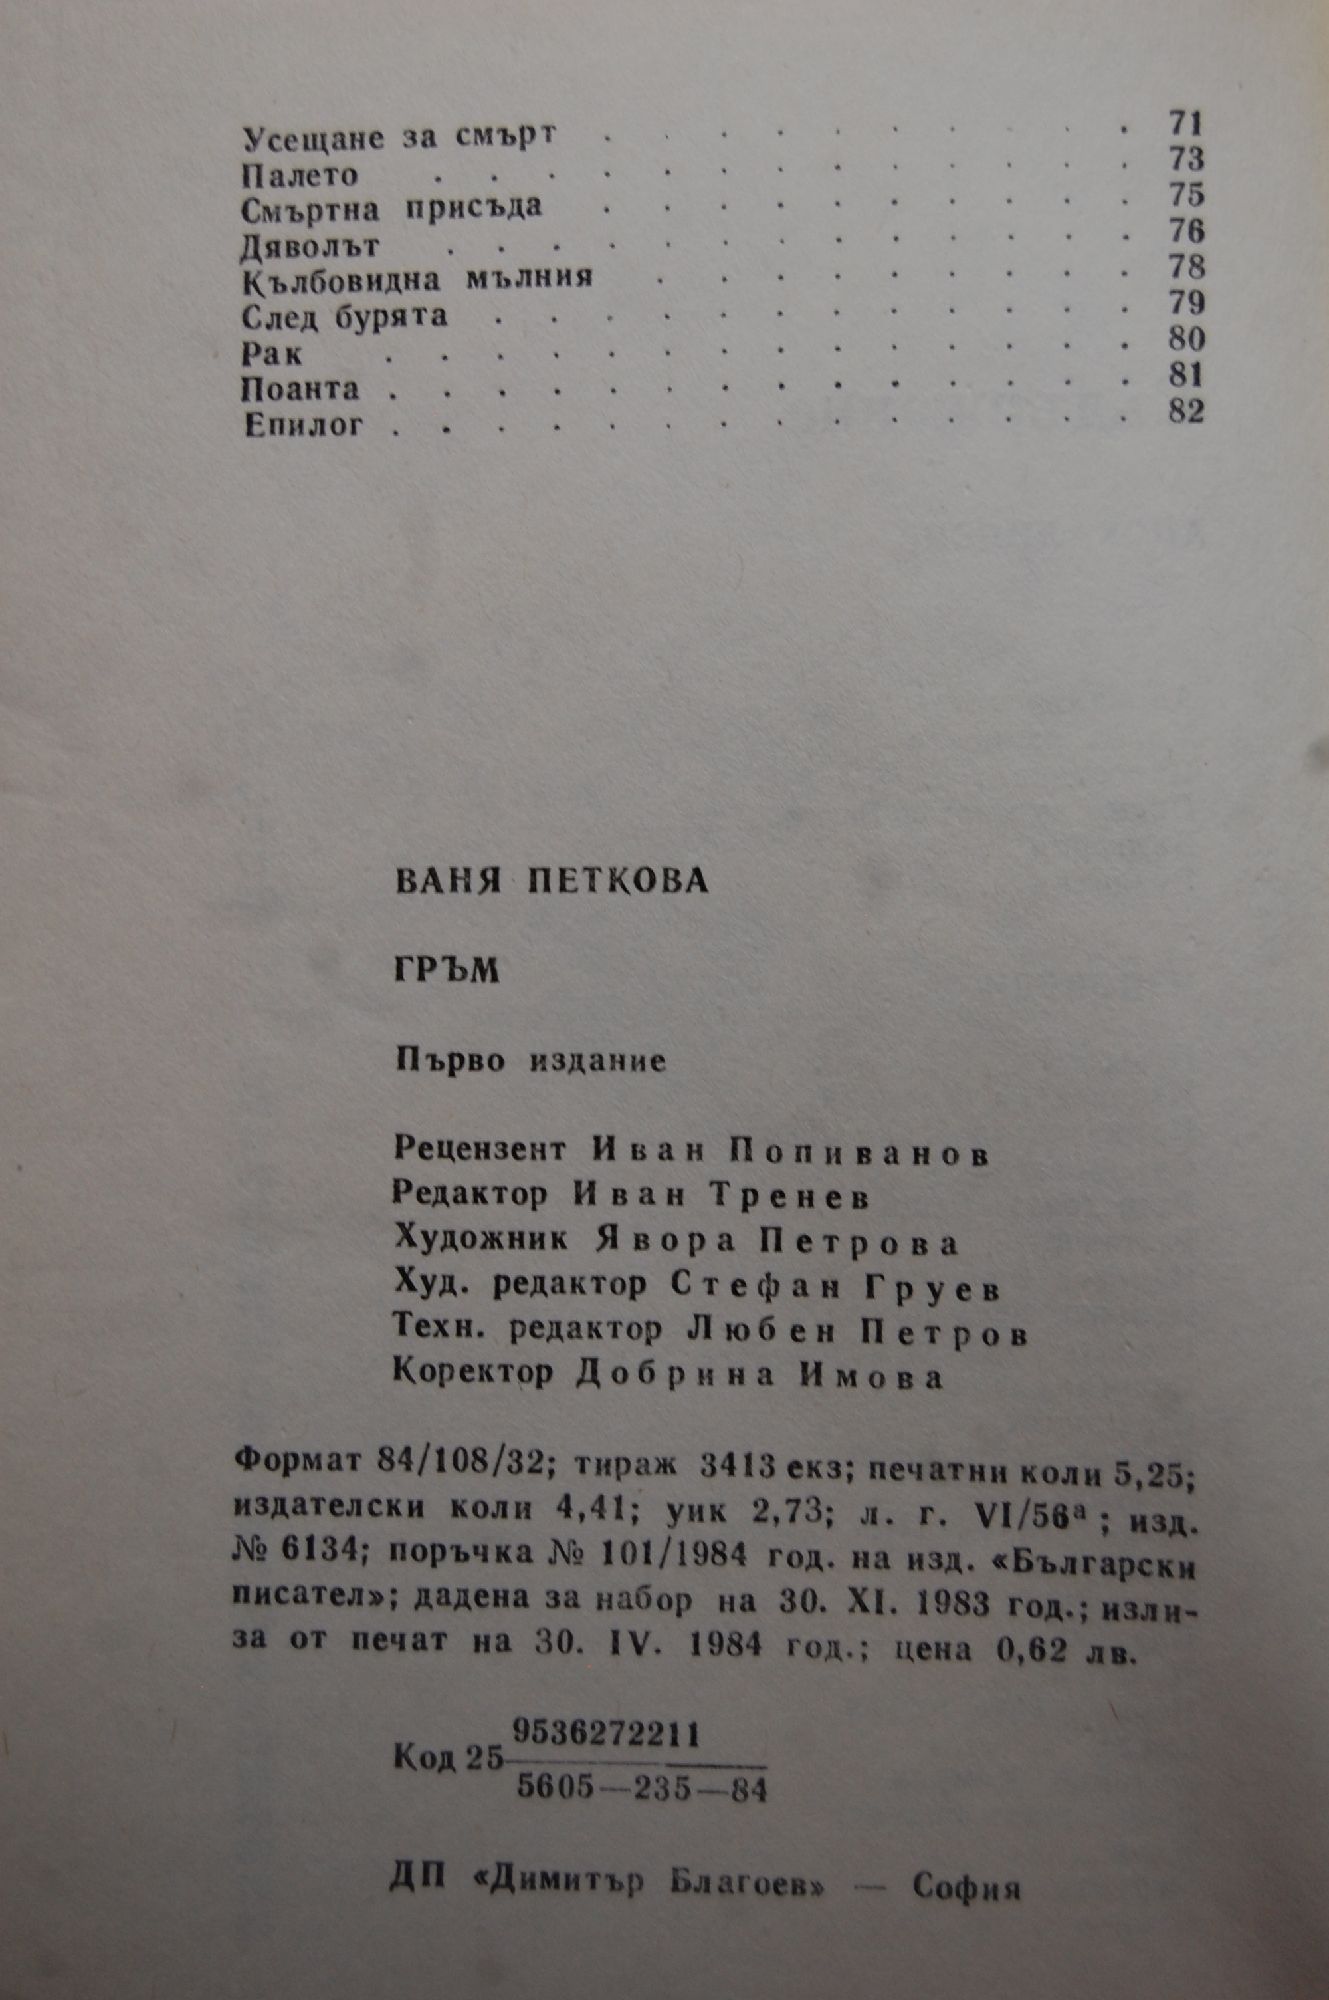 Усещане за смърт . . . . . . . . . . 71
Палето . . . . . . . . . . . . . 73
Смъртна присъда . . . . . . . . . . 75
Дяволът . . . . . . . . . . . . . 76
Кълбовидна мълния . . . . . . . . . 78
След бурята . . . . . . . . . . . . 79
Рак . . . . . . . . . . . . . . 80
Поанта . . . . . . . . . . . . . . 81
Епилог . . . . . . . . . . . . . . 82
ВАНЯ ПЕТКОВА
ГРЪМ
Първо издание
Рецензент Иван Попиванов
Редактор Иван Тренев
Художник Явора Петрова
Худ. редактор Стефан Груев
Техн. редактор Любен Петров
Коректор Добрина Имова
Формат 84/108/32; тираж 3413 екз; печатни коли 5,25;
издателски коли 4,41; уик 2,73; л. г. VI/56а; изд.
№ 6134; поръчка № 101/1984 год. на изд. «Български
писател»; дадена за набор на 30. XI. 1983 год.; изли-
за от печат на 30. IV. 1984 год.; цена 0,62 лв.
9536272211
Код 25
5605—235—84
ДП «Димитър Благоев» — София